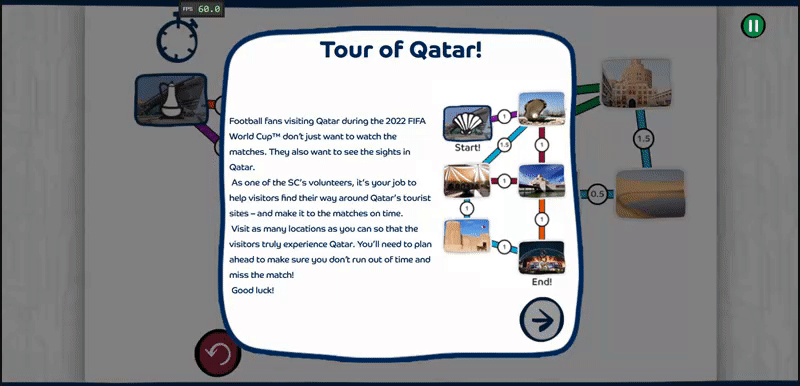 FPS 60.0
Tour of Qatar!
Football fans visiting Qatar during the 2022 FIFA
World Cup™ don't just want to watch the
matches. They also want to see the sights in
Qatar.
As one of the SC's volunteers, it's your job to
help visitors find their way around Qatar's tourist
sites – and make it to the matches on time.
Visit as many locations as you can so that the
visitors truly experience Qatar. You'll need to plan
ahead to make sure you don't run out of time and
miss the match!
Good luck!
1
Start!
1.5
1
1
1
1
1
End!
1.5
0.5